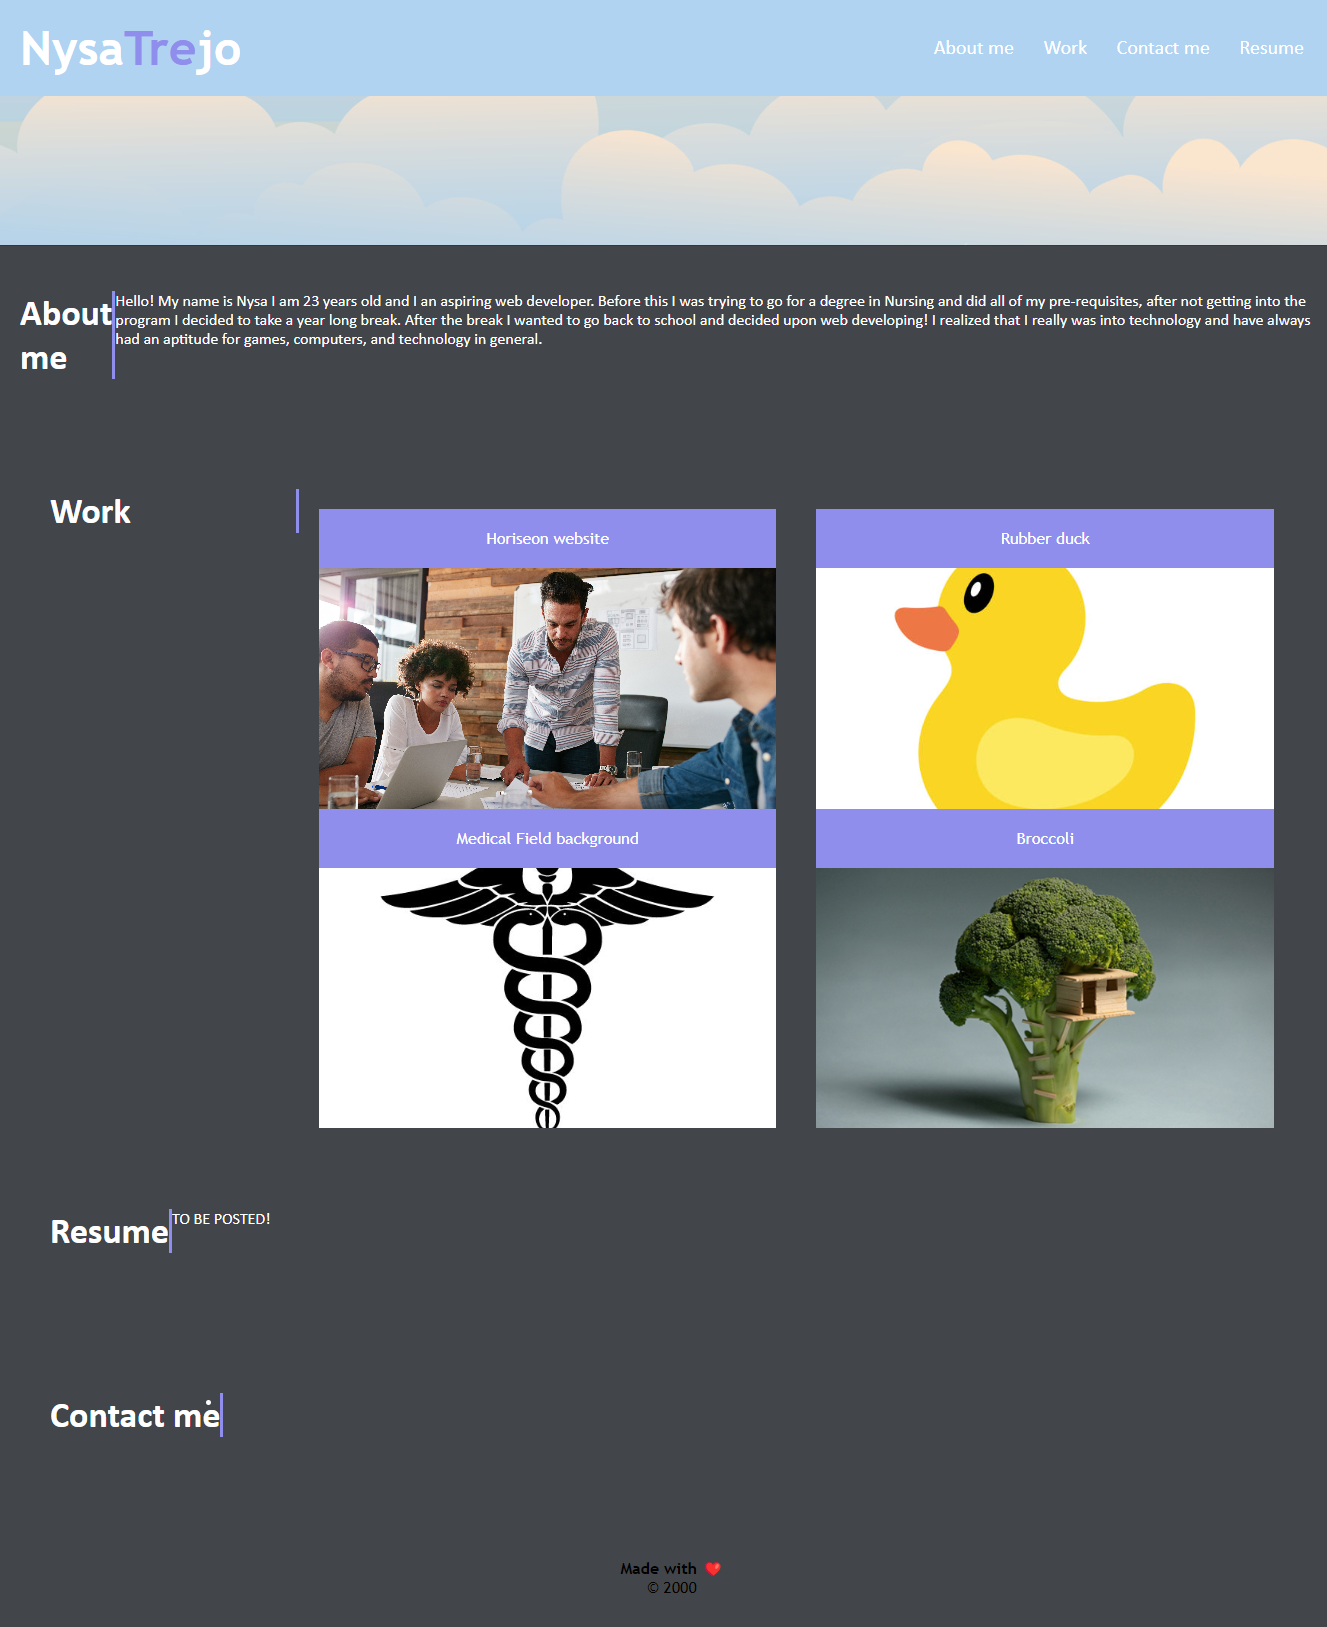 NysaTrejo
About me Work Contact me Resume
About
me
Hello! My name is Nysa I am 23 years old and I an aspiring web developer. Before this I was trying to go for a degree in Nursing and did all of my pre-requisites, after not getting into the
program I decided to take a year long break. After the break I wanted to go back to school and decided upon web developing! I realized that I really was into technology and have always
had an aptitude for games, computers, and technology in general.
Work
Horiseon website
Rubber duck
Medical Field background
Broccoli
Resume
TO BE POSTED!
Contact me
Made with ❤️
© 2000